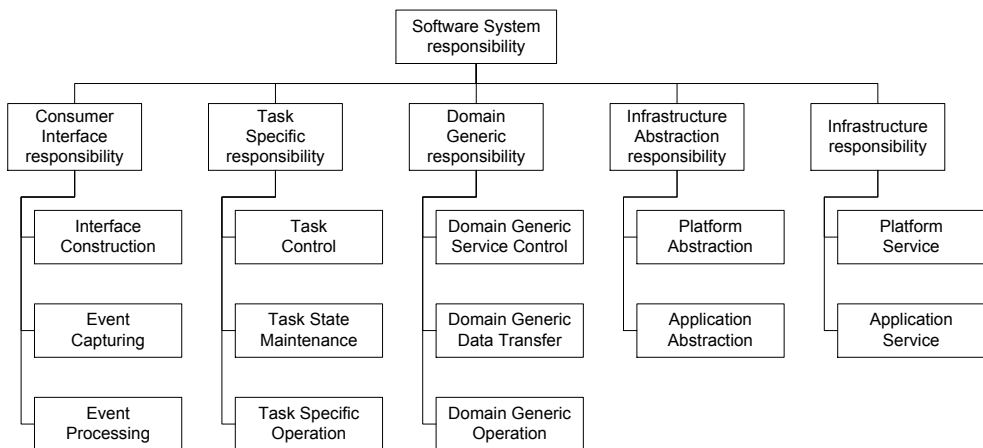 Software System
responsibility
Consumer
Interface
responsibility
Task
Specific
responsibility
Domain
Generic
responsibility
Infrastructure
Abstraction
responsibility
Infrastructure
responsibility
Interface
Construction
Task
Control
Domain Generic
Service Control
Platform
Abstraction
Platform
Service
Event
Capturing
Task State
Maintenance
Domain Generic
Data Transfer
Application
Abstraction
Application
Service
Event
Processing
Task Specific
Operation
Domain Generic
Operation